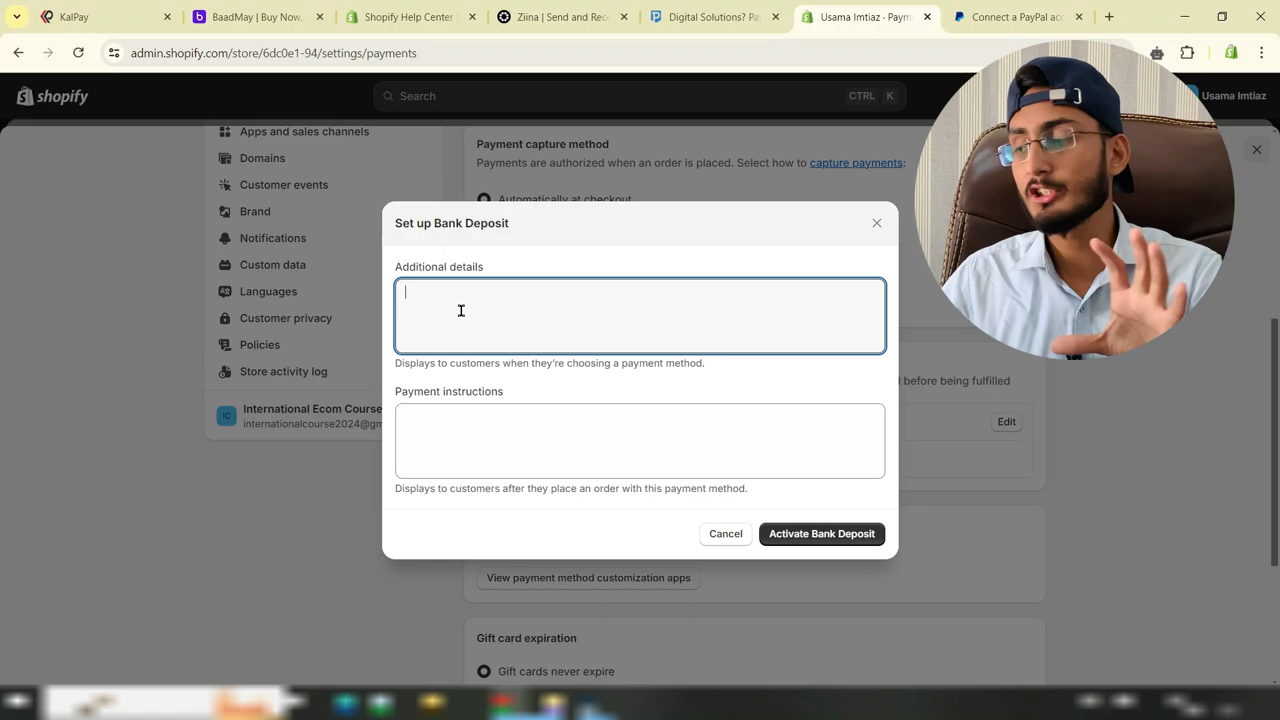 KalPay
BaadMay | Buy Now,
Shopify Help Center
Ziina | Send and Rece
Digital Solutions? Pay
Usama Imtiaz · Paym
Connect a PayPal acc
admin.shopify.com/store/6dc0e1-94/settings/payments
shopify
Search
CTRL K
Usama Imtiaz
Apps and sales channels
Domains
Customer events
Brand
Notifications
Custom data
Languages
Customer privacy
Policies
Store activity log
IC
International Ecom Course
internationalcourse2024@gm
Payment capture method
Payments are authorized when an order is placed. Select how to capture payments:
Automatically at checkout
Set up Bank Deposit
Additional details
Displays to customers when they're choosing a payment method.
Payment instructions
Displays to customers after they place an order with this payment method.
Cancel
Activate Bank Deposit
before being fulfilled
Edit
View payment method customization apps
Gift card expiration
Gift cards never expire